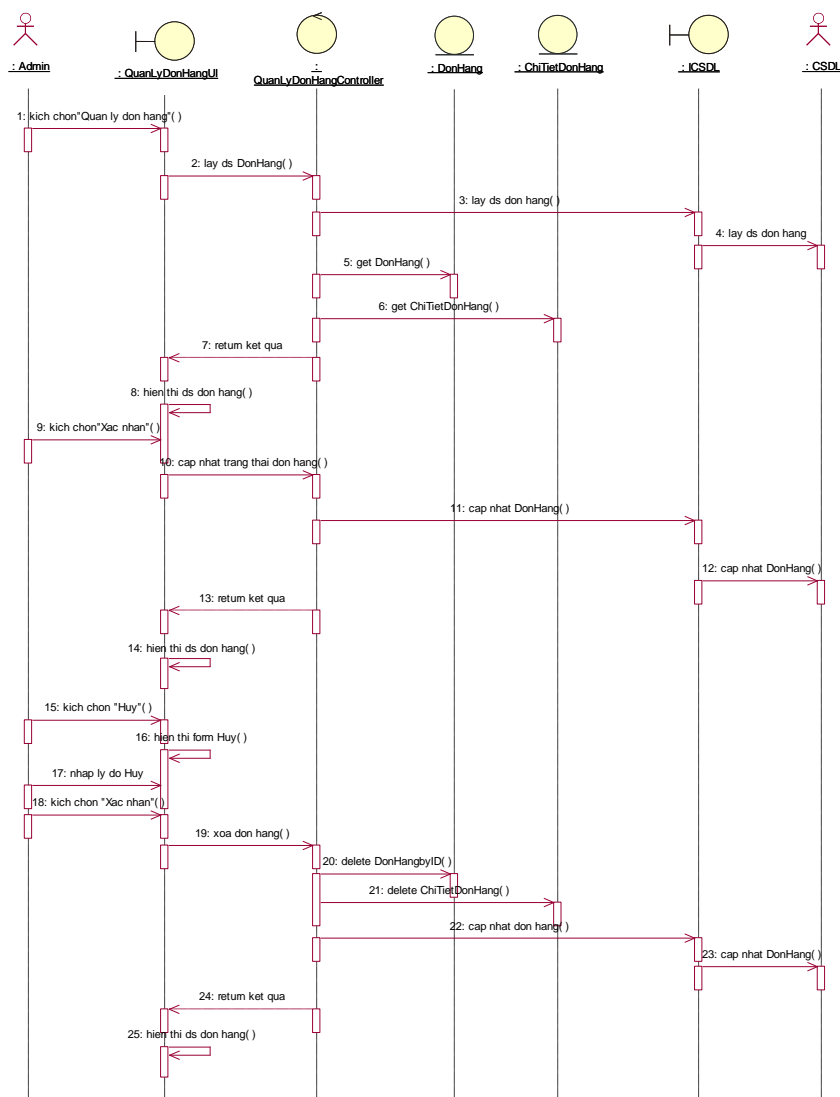 : Admin
: QuanLyDonHangUI
:
QuanLyDonHangController
: DonHang
: ChiTietDonHang
: ICSDL
: CSDL
1: kich chon"Quan ly don hang"( )
2: lay ds DonHang( )
3: lay ds don hang( )
4: lay ds don hang
5: get DonHang( )
6: get ChiTietDonHang( )
7: return ket qua
8: hien thi ds don hang( )
9: kich chon"Xac nhan"( )
10: cap nhat trang thai don hang( )
11: cap nhat DonHang( )
12: cap nhat DonHang( )
13: return ket qua
14: hien thi ds don hang( )
15: kich chon "Huy"( )
16: hien thi form Huy( )
17: nhap ly do Huy
18: kich chon "Xac nhan"( )
19: xoa don hang( )
20: delete DonHangbyID( )
21: delete ChiTietDonHang( )
22: cap nhat don hang( )
23: cap nhat DonHang( )
24: return ket qua
25: hien thi ds don hang( )